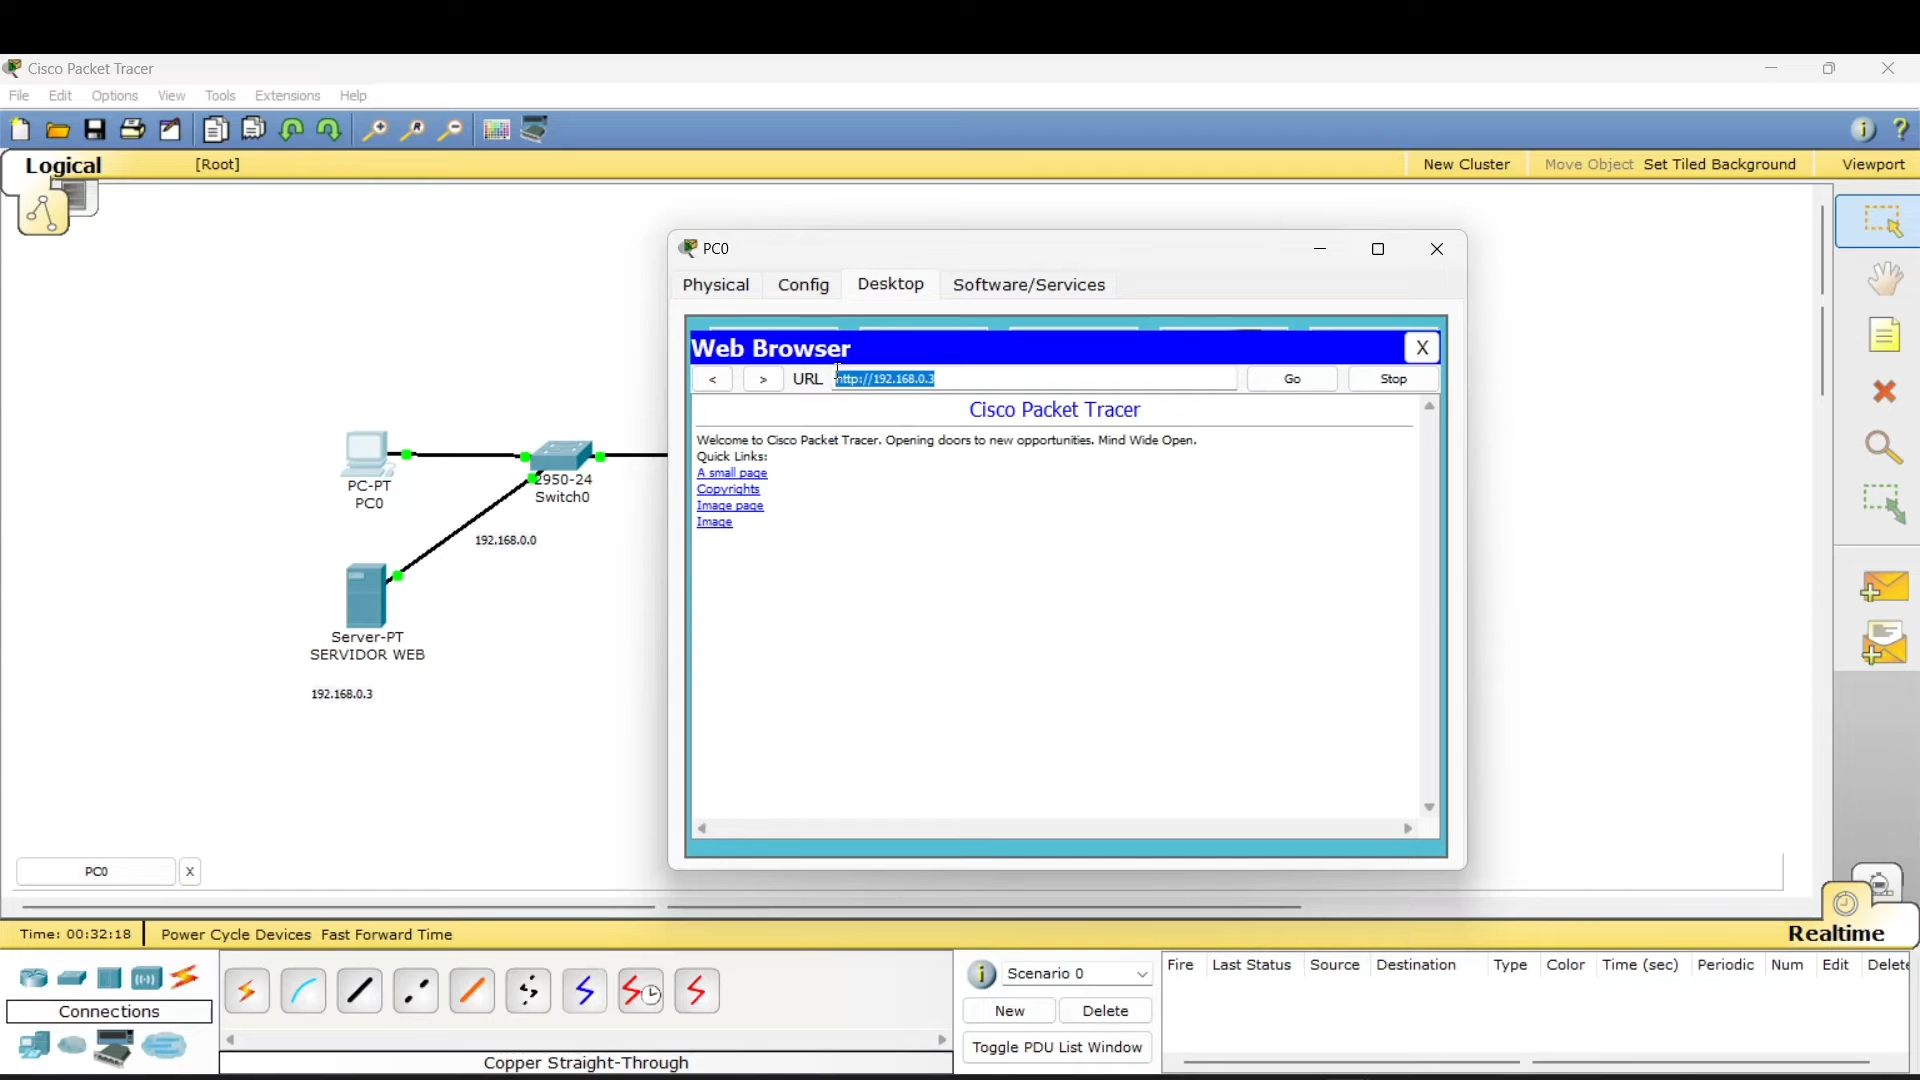 Cisco Packet Tracer
File Edit Options View Tools Extensions Help
Logical [Root] New Cluster Move Object Set Tiled Background Viewport
PC0
Physical Config Desktop Software/Services
Web Browser X
< > URL http://192.168.0.3 Go Stop
Cisco Packet Tracer
Welcome to Cisco Packet Tracer. Opening doors to new opportunities. Mind Wide Open.
Quick Links:
A small page
Copyrights
Image page
Image
PC-PT
PC0
2950-24
Switch0
192.168.0.0
Server-PT
SERVIDOR WEB
192.168.0.3
PC0 X
Time: 00:32:18 Power Cycle Devices Fast Forward Time Realtime
Connections
Copper Straight-Through
Scenario 0
New Delete
Toggle PDU List Window
Fire Last Status Source Destination Type Color Time (sec) Periodic Num Edit Delete